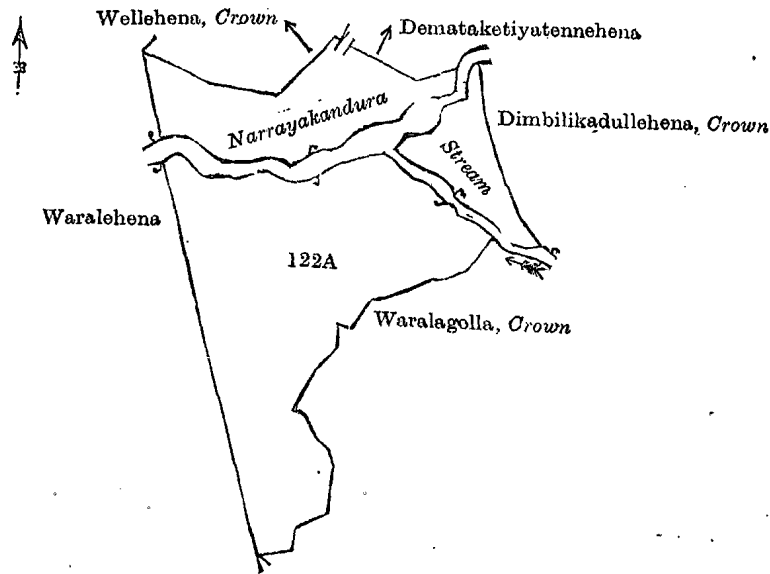 Wellehena, Crown
Demataketiyatennehena
Narrayakandura
Dimbilikadullehena, Crown
Stream
Waralehena
122A
Waralagolla, Crown